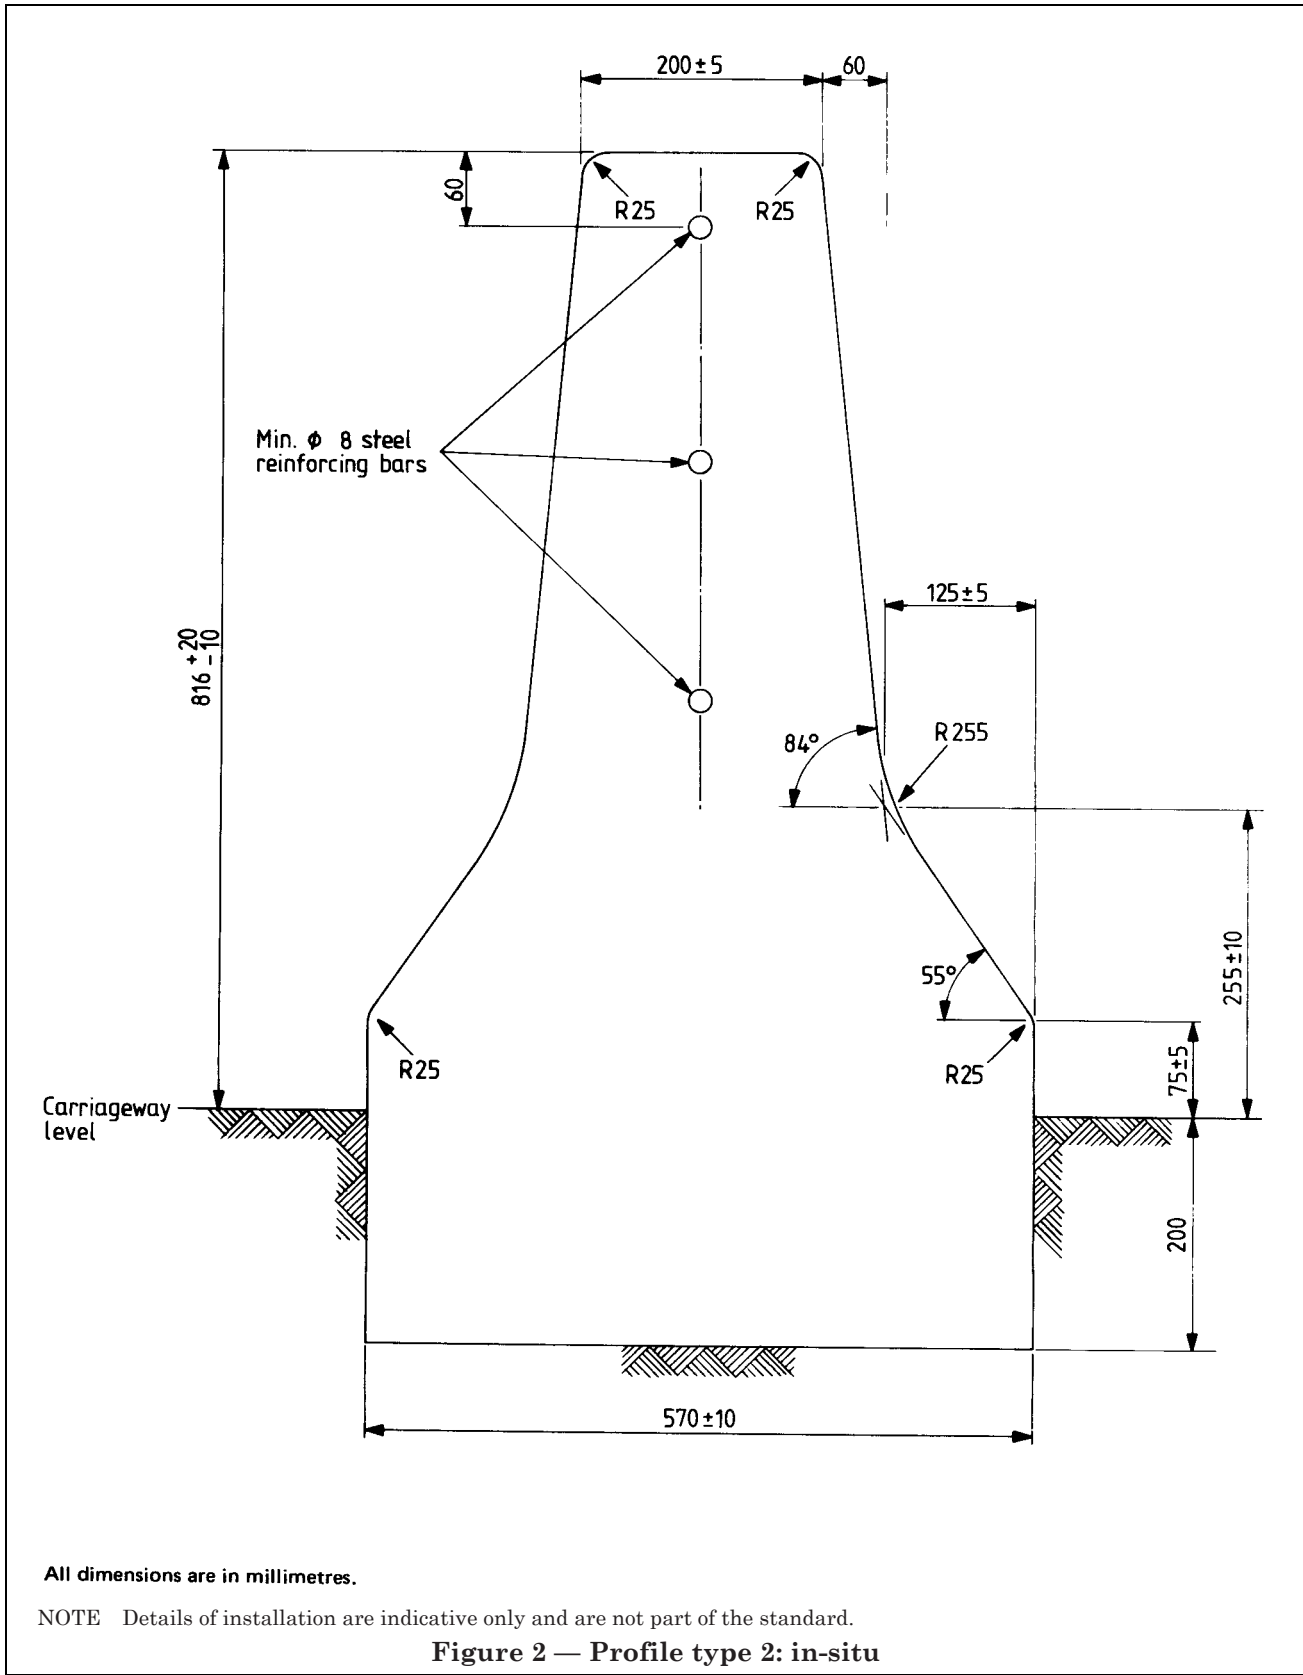 200±5
60
60
R25
R25
Min. ϕ 8 steel
reinforcing bars
816 +20 −10
125±5
84°
R255
55°
255±10
R25
R25
75±5
Carriageway
level
200
570±10
All dimensions are in millimetres.
NOTE Details of installation are indicative only and are not part of the standard.
Figure 2 — Profile type 2: in-situ